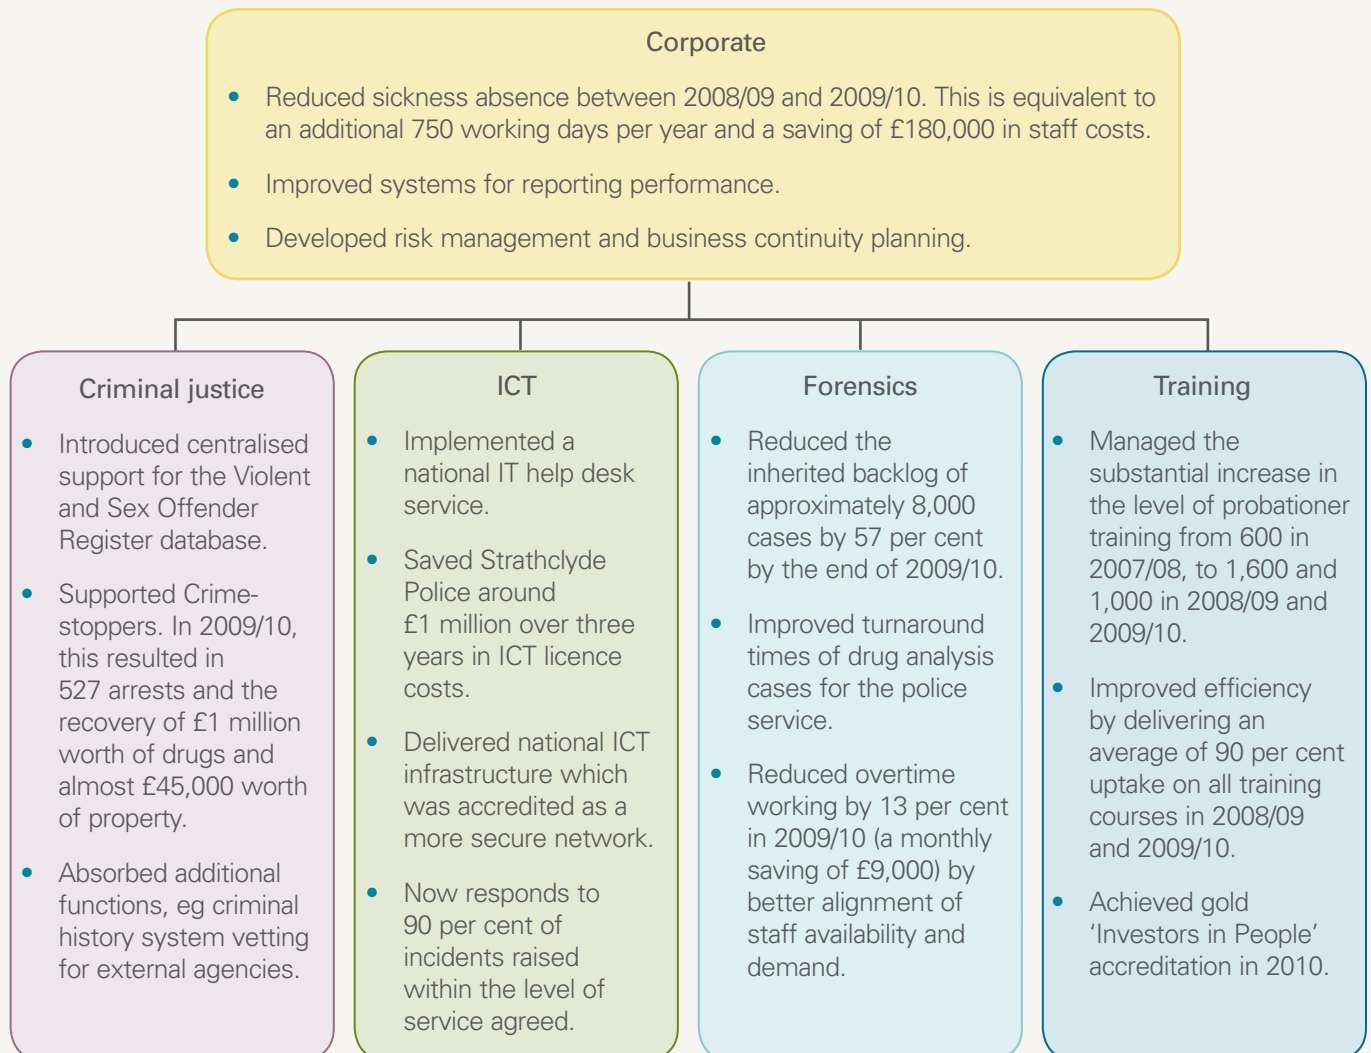 Corporate
• Reduced sickness absence between 2008/09 and 2009/10. This is equivalent to
an additional 750 working days per year and a saving of £180,000 in staff costs.
• Improved systems for reporting performance.
• Developed risk management and business continuity planning.
Criminal justice
• Introduced centralised
support for the Violent
and Sex Offender
Register database.
• Supported Crime-
stoppers. In 2009/10,
this resulted in
527 arrests and the
recovery of £1 million
worth of drugs and
almost £45,000 worth
of property.
• Absorbed additional
functions, eg criminal
history system vetting
for external agencies.
ICT
• Implemented a
national IT help desk
service.
• Saved Strathclyde
Police around
£1 million over three
years in ICT licence
costs.
• Delivered national ICT
infrastructure which
was accredited as a
more secure network.
• Now responds to
90 per cent of
incidents raised
within the level of
service agreed.
Forensics
• Reduced the
inherited backlog of
approximately 8,000
cases by 57 per cent
by the end of 2009/10.
• Improved turnaround
times of drug analysis
cases for the police
service.
• Reduced overtime
working by 13 per cent
in 2009/10 (a monthly
saving of £9,000) by
better alignment of
staff availability and
demand.
Training
• Managed the
substantial increase in
the level of probationer
training from 600 in
2007/08, to 1,600 and
1,000 in 2008/09 and
2009/10.
• Improved efficiency
by delivering an
average of 90 per cent
uptake on all training
courses in 2008/09
and 2009/10.
• Achieved gold
‘Investors in People’
accreditation in 2010.